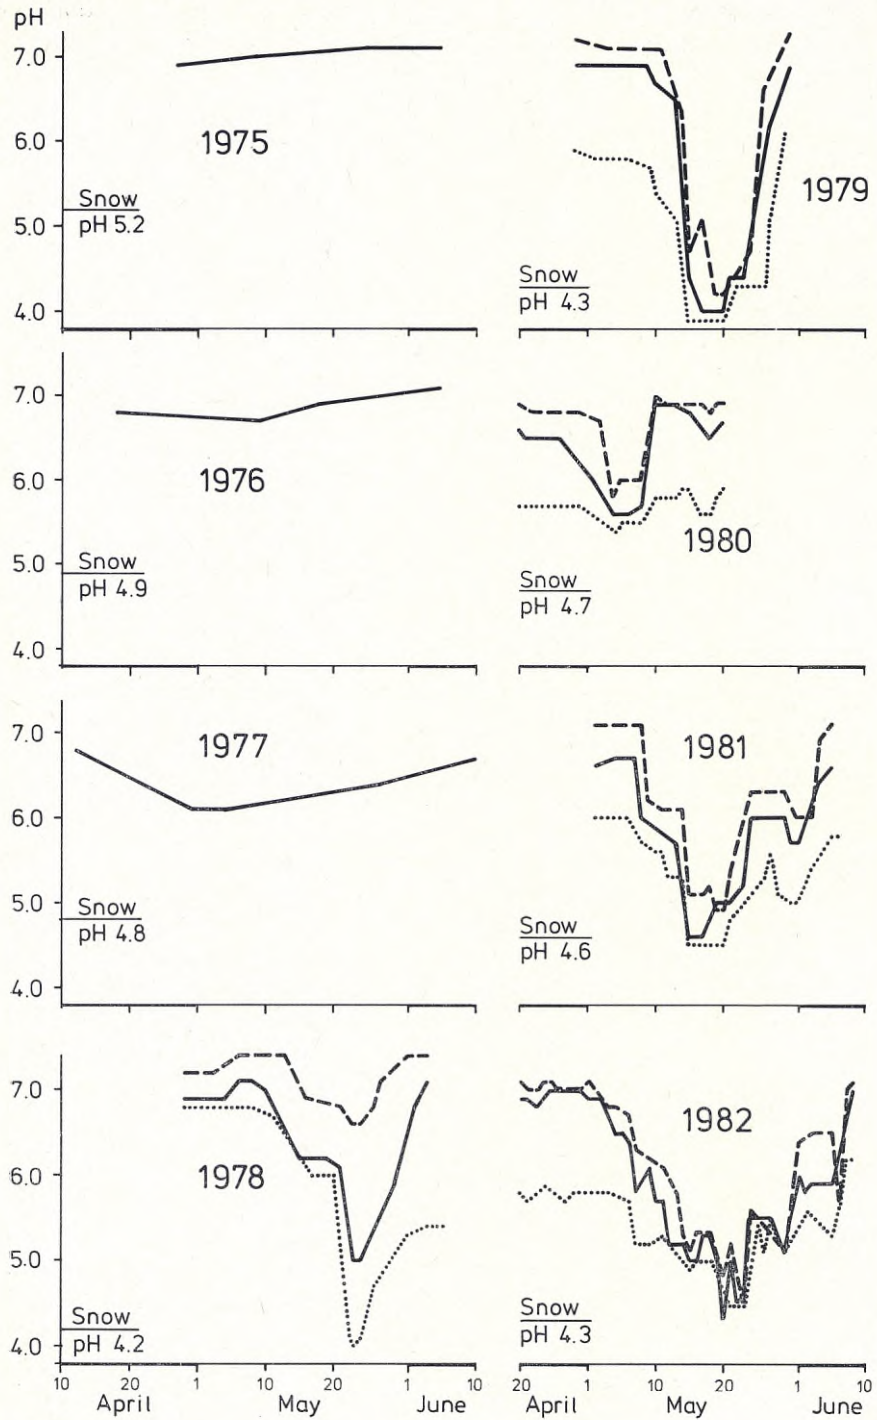 pH
7.0
6.0
5.0
4.0
1975
Snow
pH 5.2
1979
Snow
pH 4.3
7.0
6.0
5.0
4.0
1976
Snow
pH 4.9
1980
Snow
pH 4.7
7.0
6.0
5.0
4.0
1977
Snow
pH 4.8
1981
Snow
pH 4.6
7.0
6.0
5.0
4.0
1978
Snow
pH 4.2
1982
Snow
pH 4.3
10 20 1 10 20 1 10
April May June
20 1 10 20 1 10
April May June